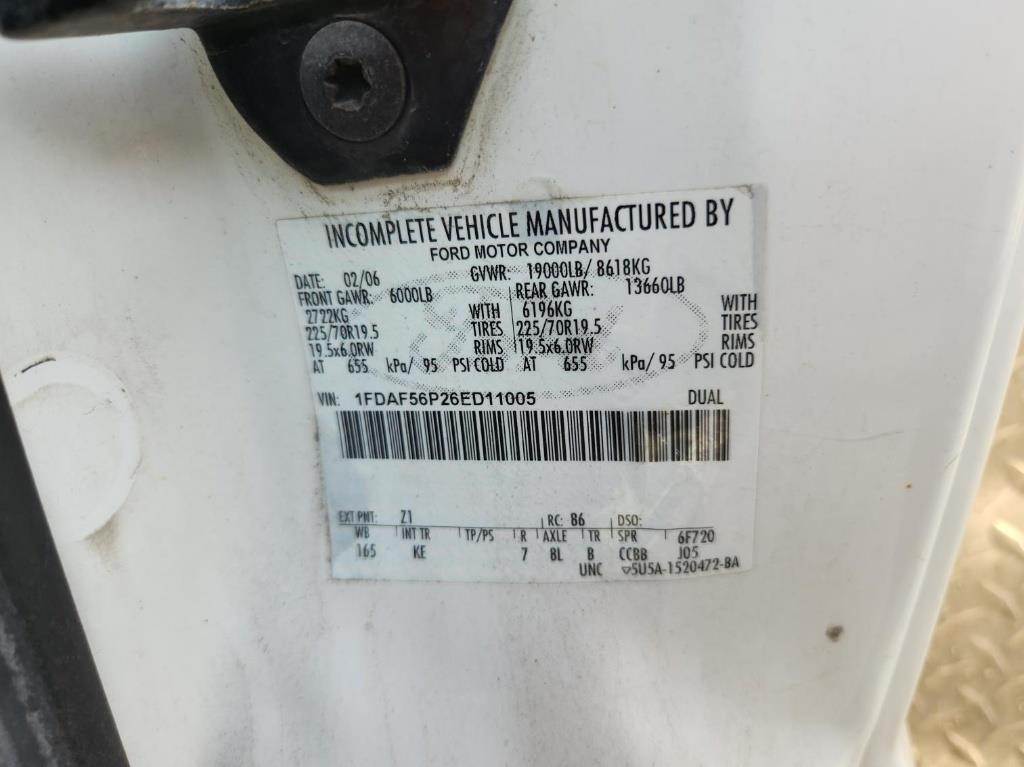 INCOMPLETE VEHICLE MANUFACTURED BY
FORD MOTOR COMPANY
DATE: 02/06 GVWR: 19000LB/ 8618KG
FRONT GAWR: 6000LB REAR GAWR: 13660LB
2722KG WITH 6196KG WITH
225/70R19.5 TIRES 225/70R19.5 TIRES
19.5x6.0RW RIMS 19.5x6.0RW RIMS
AT 655 kPa/ 95 PSI COLD AT 655 kPa/ 95 PSI COLD
VIN: 1FDAF56P26ED11005 DUAL
EXT PNT: Z1 RC: 86 DSO:
WB INT TR TP/PS R AXLE TR SPR 6F720
165 KE 7 8L B CCBB J05
UNC ▽5U5A-1520472-BA